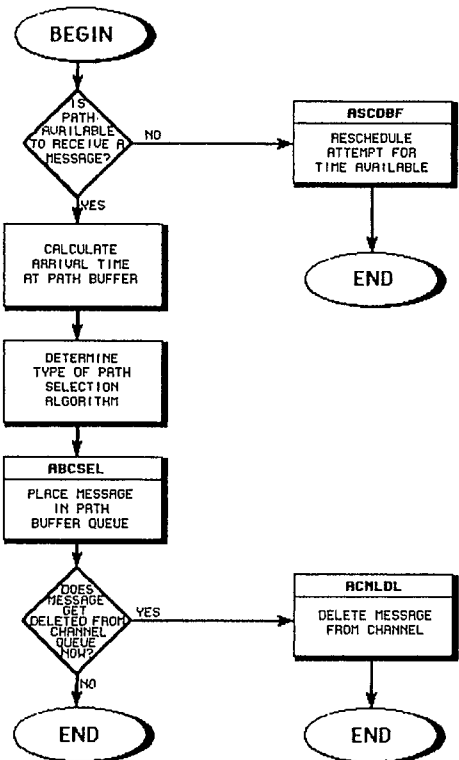 BEGIN
IS
PATH
AVAILABLE
TO RECEIVE A
MESSAGE?
NO
ASCDBF
RESCHEDULE
ATTEMPT FOR
TIME AVAILABLE
END
YES
CALCULATE
ARRIVAL TIME
AT PATH BUFFER
DETERMINE
TYPE OF PATH
SELECTION
ALGORITHM
ABCSEL
PLACE MESSAGE
IN PATH
BUFFER QUEUE
DOES
MESSAGE
GET
DELETED FROM
CHANNEL
QUEUE
NOW?
YES
ACNLDL
DELETE MESSAGE
FROM CHANNEL
NO
END
END